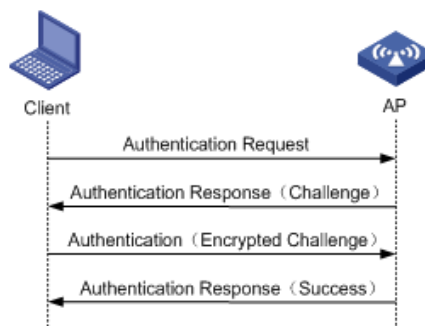 Client
AP
Authentication Request
Authentication Response（Challenge）
Authentication（Encrypted Challenge）
Authentication Response（Success）